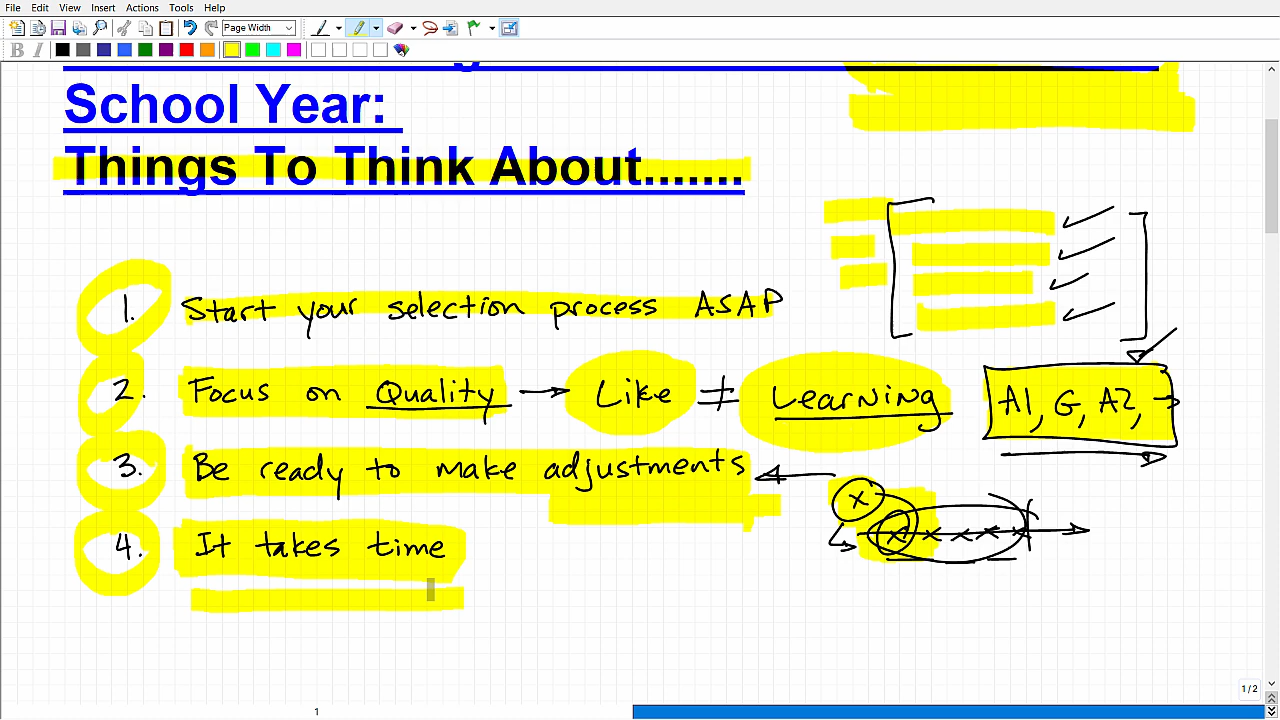 File Edit View Insert Actions Tools Help
Page Width
B I
School Year:
Things To Think About.......
1. Start your selection process ASAP
2. Focus on Quality → Like ≠ Learning A1, G, A2, →
3. Be ready to make adjustments
x
x x x x x
4. It takes time
1/2
1